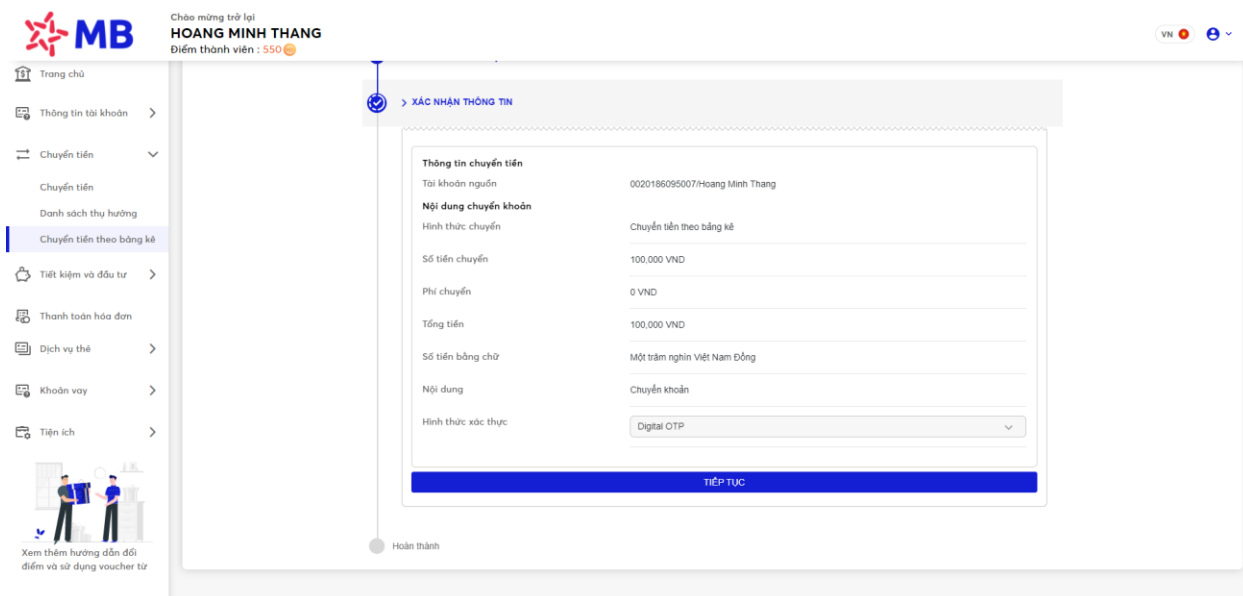 MB
Chào mừng trở lại
HOANG MINH THANG
Điểm thành viên : 550
VN
Trang chủ
Thông tin tài khoản
Chuyển tiền
Chuyển tiền
Danh sách thụ hưởng
Chuyển tiền theo bảng kê
Tiết kiệm và đầu tư
Thanh toán hóa đơn
Dịch vụ thẻ
Khoản vay
Tiện ích
Xem thêm hướng dẫn đổi
điểm và sử dụng voucher từ
XÁC NHẬN THÔNG TIN
Thông tin chuyển tiền
Tài khoản nguồn 0020186095007/Hoang Minh Thang
Nội dung chuyển khoản
Hình thức chuyển Chuyển tiền theo bảng kê
Số tiền chuyển 100,000 VND
Phí chuyển 0 VND
Tổng tiền 100,000 VND
Số tiền bằng chữ Một trăm nghìn Việt Nam Đồng
Nội dung Chuyển khoản
Hình thức xác thực Digital OTP
TIẾP TỤC
Hoàn thành